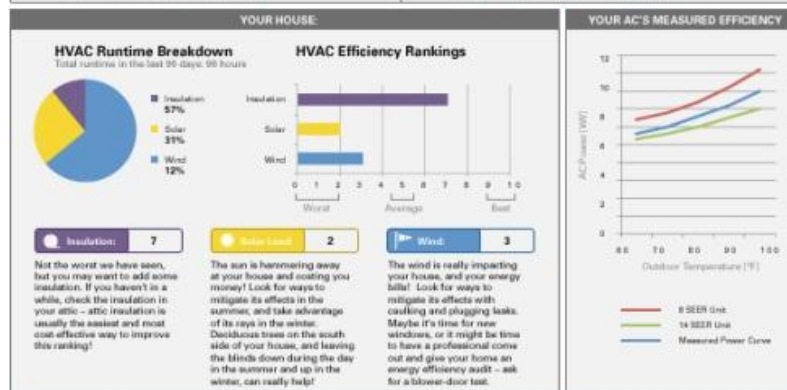 YOUR HOUSE:
HVAC Runtime Breakdown
Total runtime in the last 90 days: 90 hours
Insulation
57%
Solar
31%
Wind
12%
HVAC Efficiency Rankings
Insulation
Solar
Wind
0 1 2 3 4 5 6 7 8 9 10
Worst Average Best
Insulation: 7
Not the worst we have seen,
but you may want to add some
insulation. If you haven't in a
while, check the insulation in
your attic – attic insulation is
usually the easiest and most
cost-effective way to improve
this ranking!
Solar Load: 2
The sun is hammering away
at your house and costing you
money! Look for ways to
mitigate its effects in the
summer, and take advantage
of its rays in the winter.
Deciduous trees on the south
side of your house, and leaving
the blinds down during the day
in the summer and up in the
winter, can really help!
Wind: 3
The wind is really impacting
your house, and your energy
bills! Look for ways to
mitigate its effects with
caulking and plugging leaks.
Maybe it's time for new
windows, or it might be time
to have a professional come
out and give your home an
energy efficiency audit – ask
for a blower-door test.
YOUR AC'S MEASURED EFFICIENCY
AC Power [kW]
12
10
8
6
4
2
0
60 70 80 90 100
Outdoor Temperature [°F]
8 SEER Unit
14 SEER Unit
Measured Power Curve